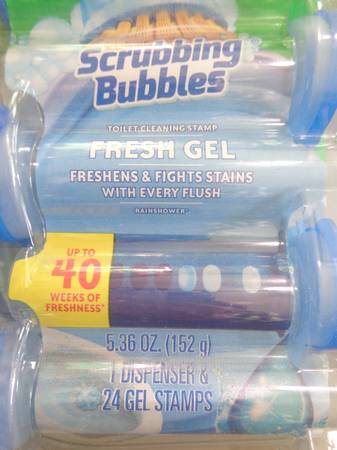 Scrubbing
Bubbles
TOILET CLEANING STAMP
FRESH GEL
FRESHENS & FIGHTS STAINS
WITH EVERY FLUSH
RAINSHOWER®
UP TO
40
WEEKS OF
FRESHNESS*
5.36 OZ. (152 g)
1 DISPENSER &
24 GEL STAMPS